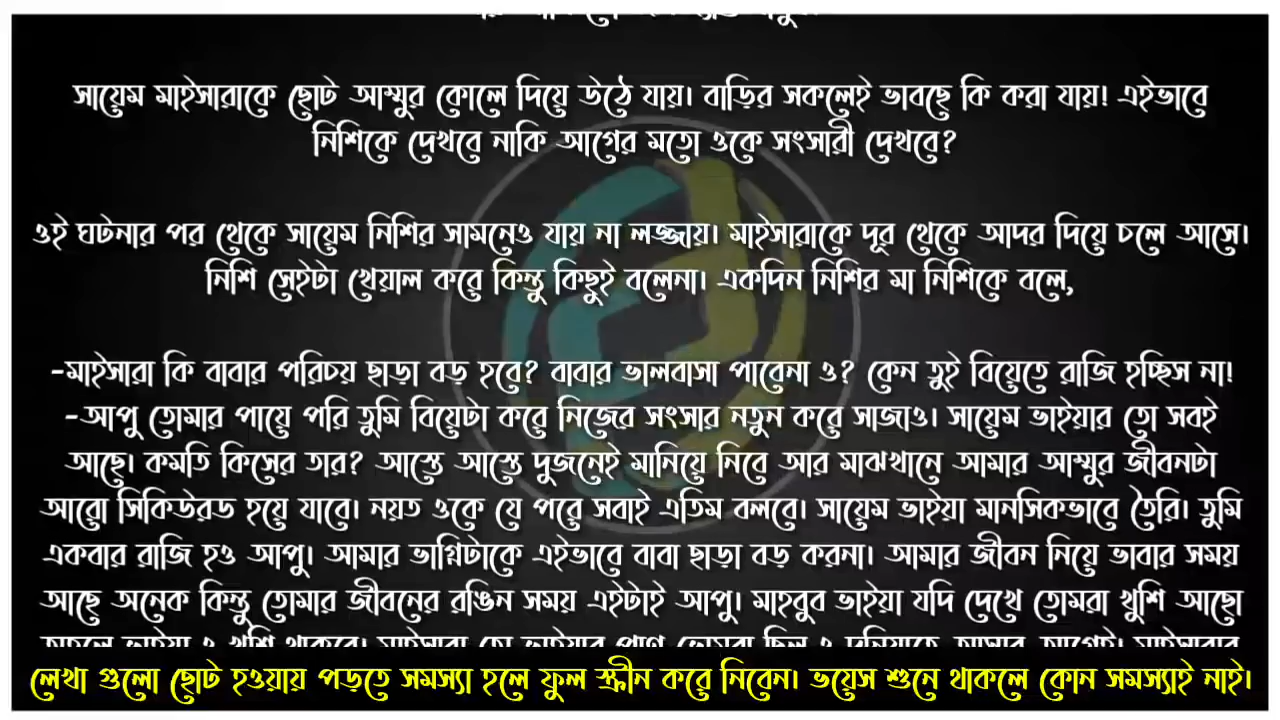 সায়েম মাইসারাকে ছোট আম্মুর কোলে দিয়ে উঠে যায়। বাড়ির সকলেই ভাবছে কি করা যায়! এইভাবে
নিশিকে দেখবে নাকি আগের মতো ওকে সংসারী দেখবে?
ওই ঘটনার পর থেকে সায়েম নিশির সামনেও যায় না লজ্জায়। মাইসারাকে দূর থেকে আদর দিয়ে চলে আসে।
নিশি সেইটা খেয়াল করে কিন্তু কিছুই বলেনা। একদিন নিশির মা নিশিকে বলে,
-মাইসারা কি বাবার পরিচয় ছাড়া বড় হবে? বাবার ভালবাসা পাবেনা ও? কেন তুই বিয়েতে রাজি হচ্ছিস না!
-আপু তোমার পায়ে পরি তুমি বিয়েটা করে নিজের সংসার নতুন করে সাজাও। সায়েম ভাইয়ার তো সবই
আছে। কমতি কিসের তার? আস্তে আস্তে দুজনেই মানিয়ে নিবে আর মাঝখানে আমার আম্মুর জীবনটা
আরো সিকিউরড হয়ে যাবে। নয়ত ওকে যে পরে সবাই এতিম বলবে। সায়েম ভাইয়া মানসিকভাবে তৈরি। তুমি
একবার রাজি হও আপু। আমার ভাগ্নিটাকে এইভাবে বাবা ছাড়া বড় করনা। আমার জীবন নিয়ে ভাবার সময়
আছে অনেক কিন্তু তোমার জীবনের রঙিন সময় এইটাই আপু। মাহবুব ভাইয়া যদি দেখে তোমরা খুশি আছো
লেখা গুলো ছোট হওয়ায় পড়তে সমস্যা হলে ফুল স্ক্রীন করে নিবেন। ভয়েস শুনে থাকলে কোন সমস্যাই নাই।